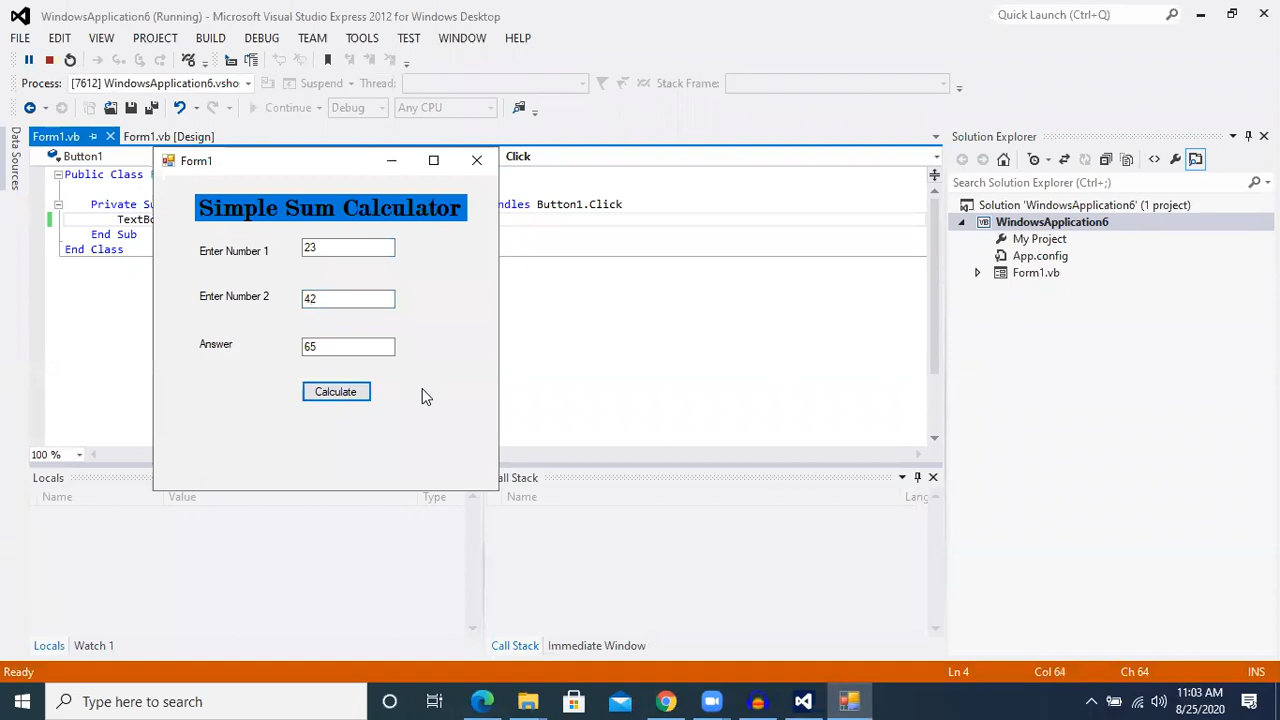 WindowsApplication6 (Running) - Microsoft Visual Studio Express 2012 for Windows Desktop
Quick Launch (Ctrl+Q)
FILE EDIT VIEW PROJECT BUILD DEBUG TEAM TOOLS TEST WINDOW HELP
Process: [7612] WindowsApplication6.vsho Suspend Thread: Stack Frame:
Continue Debug Any CPU
Data Sources
Form1.vb Form1.vb [Design]
Button1 Click
Public Class
Private Su ndles Button1.Click
TextBo
End Sub
End Class
Form1
Simple Sum Calculator
Enter Number 1 23
Enter Number 2 42
Answer 65
Calculate
100 %
Solution Explorer
Search Solution Explorer (Ctrl+;)
Solution 'WindowsApplication6' (1 project)
VB WindowsApplication6
My Project
App.config
Form1.vb
Locals
Name Value Type
all Stack
Name Lang
Locals Watch 1
Call Stack Immediate Window
Ready Ln 4 Col 64 Ch 64 INS
Type here to search
11:03 AM
8/25/2020